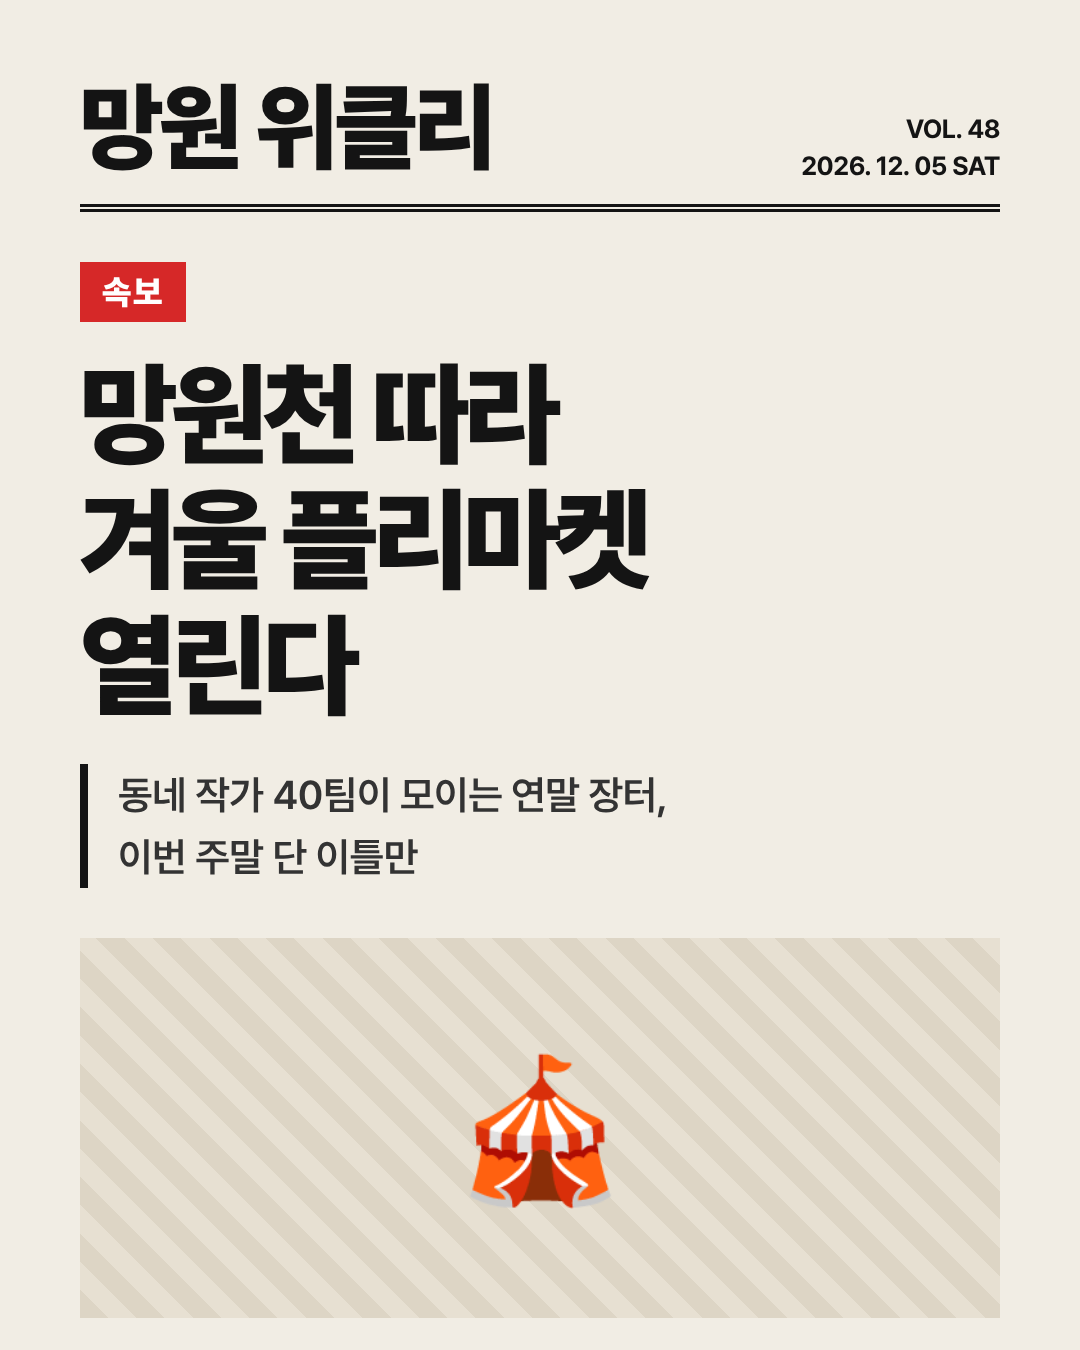 망원 위클리
VOL. 48
2026. 12. 05 SAT
속보
망원천 따라
겨울 플리마켓
열린다
동네 작가 40팀이 모이는 연말 장터,
이번 주말 단 이틀만